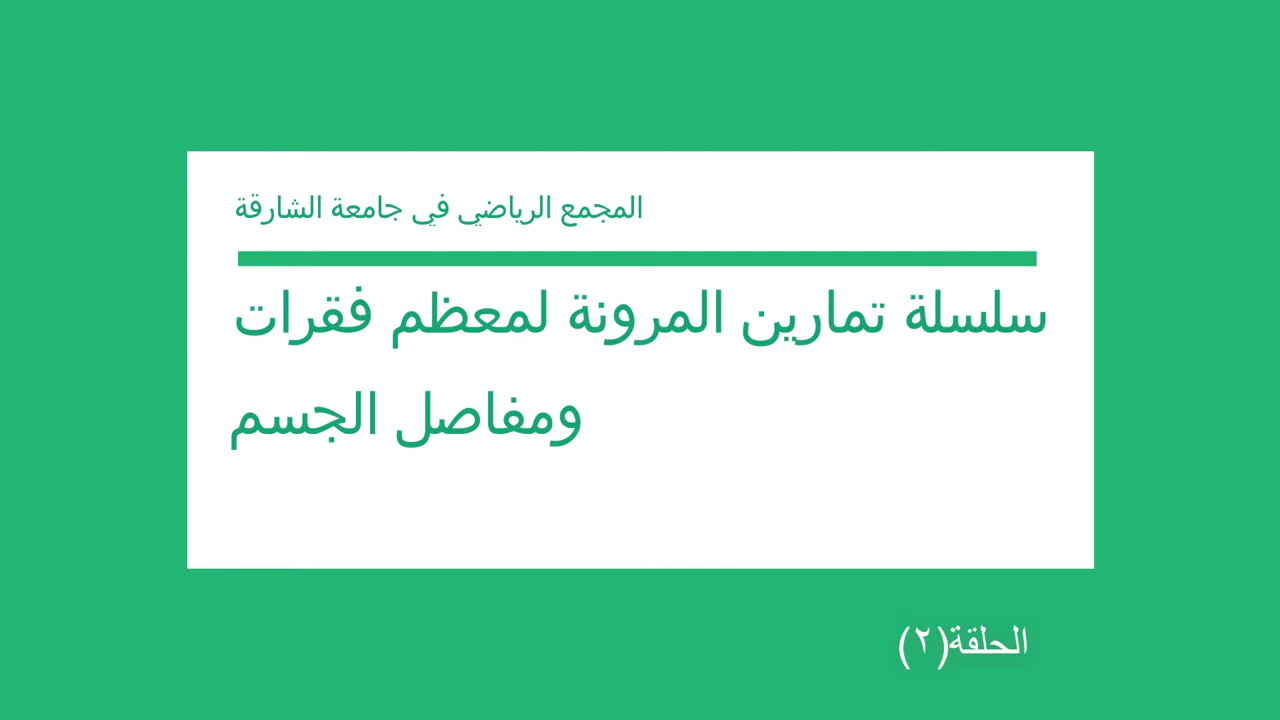 المجمع الرياضي في جامعة الشارقة
سلسلة تمارين المرونة لمعظم فقرات
ومفاصل الجسم
الحلقة(٢)